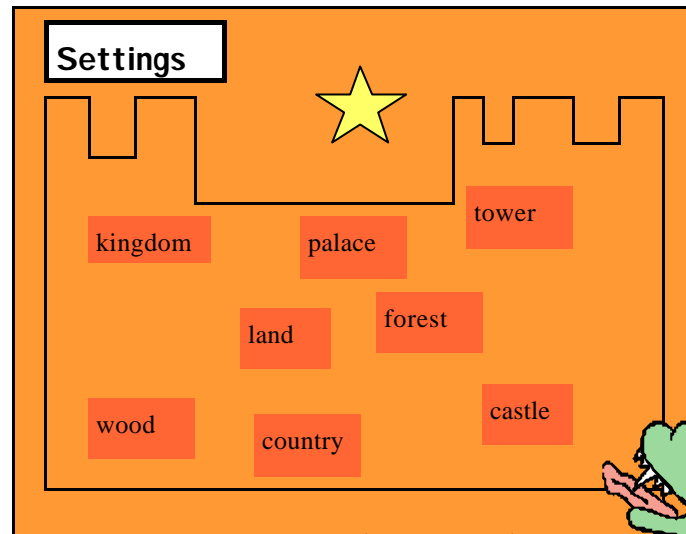 Settings
tower
kingdom
palace
forest
land
castle
wood
country